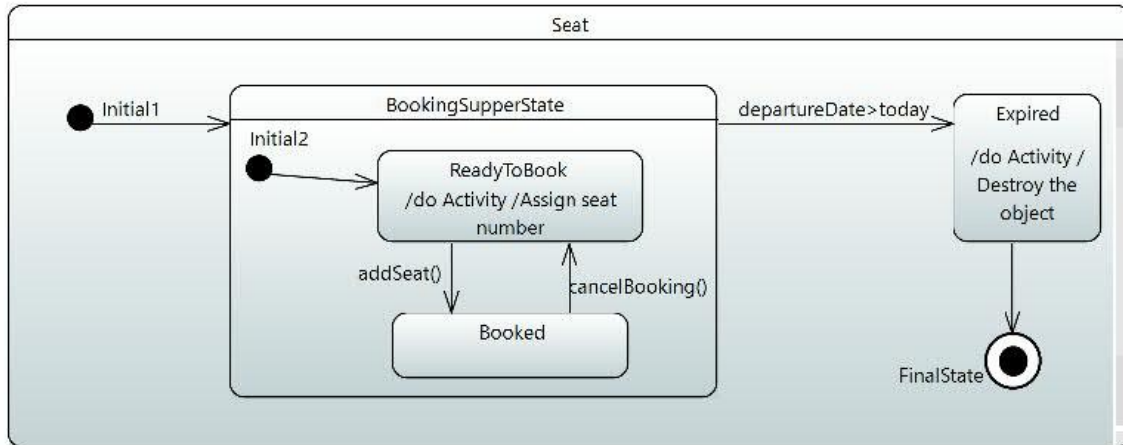 Seat
Initial1
BookingSupperState
Initial2
ReadyToBook
/do Activity /Assign seat
number
addSeat()
cancelBooking()
Booked
departureDate>today
Expired
/do Activity /
Destroy the
object
FinalState